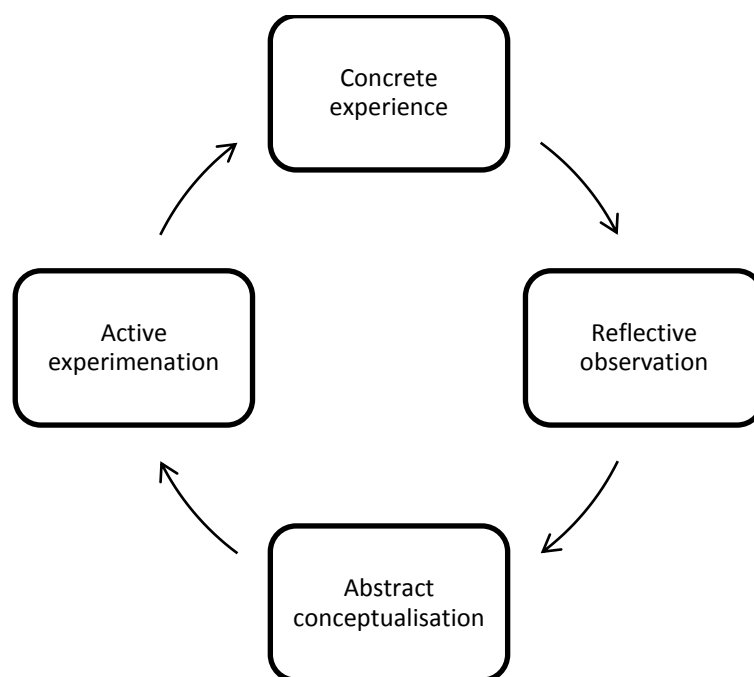 Concrete
experience
Reflective
observation
Abstract
conceptualisation
Active
experimenation